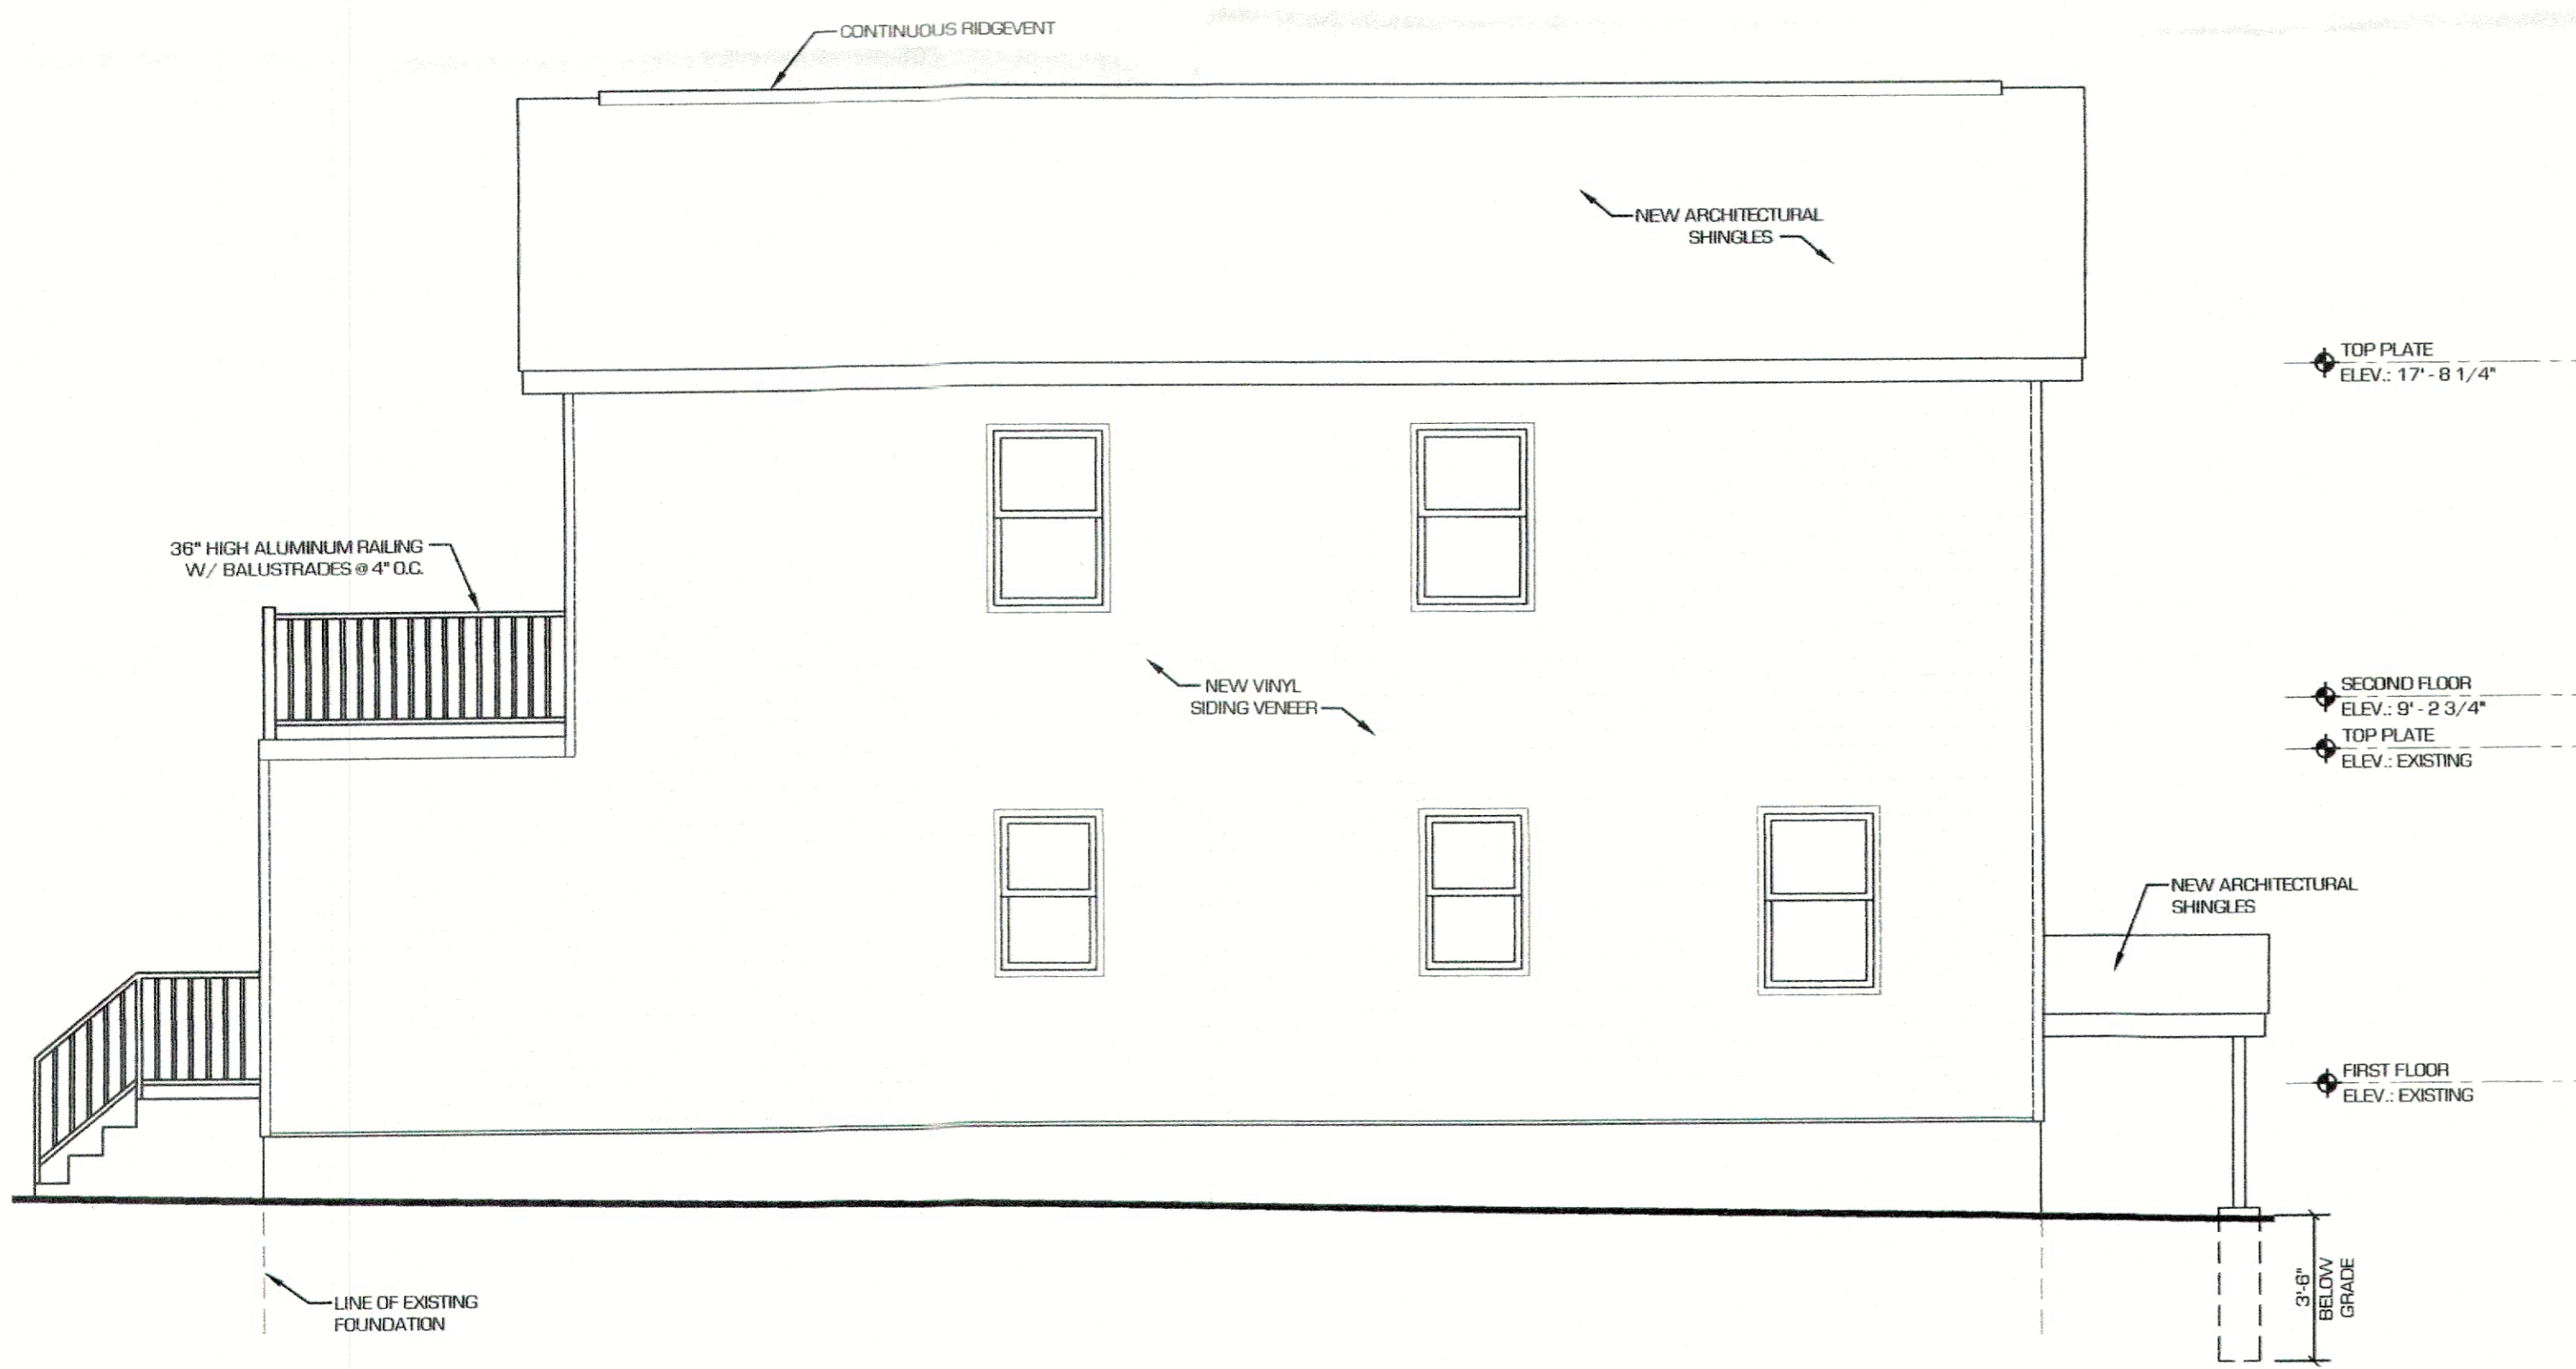 CONTINUOUS RIDGEVENT
NEW ARCHITECTURAL
SHINGLES
TOP PLATE
ELEV.: 17' - 8 1/4"
36" HIGH ALUMINUM RAILING
W/ BALUSTRADES @ 4" O.C.
NEW VINYL
SIDING VENEER
SECOND FLOOR
ELEV.: 9' - 2 3/4"
TOP PLATE
ELEV.: EXISTING
NEW ARCHITECTURAL
SHINGLES
FIRST FLOOR
ELEV.: EXISTING
LINE OF EXISTING
FOUNDATION
3'-6"
BELOW
GRADE